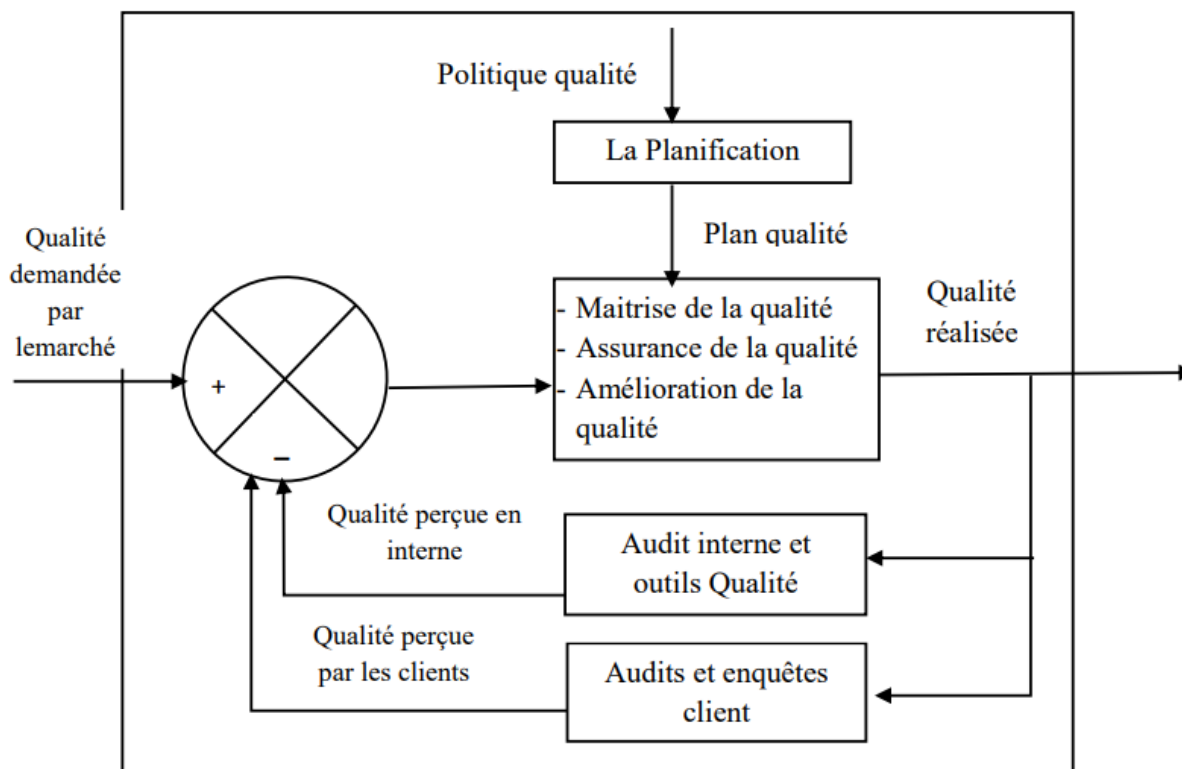 Politique qualité
La Planification
Plan qualité
Qualité
demandée
par
lemarché
+
- Maitrise de la qualité
- Assurance de la qualité
- Amélioration de la
qualité
Qualité
réalisée
–
Qualité perçue en
interne
Audit interne et
outils Qualité
Qualité perçue
par les clients
Audits et enquêtes
client